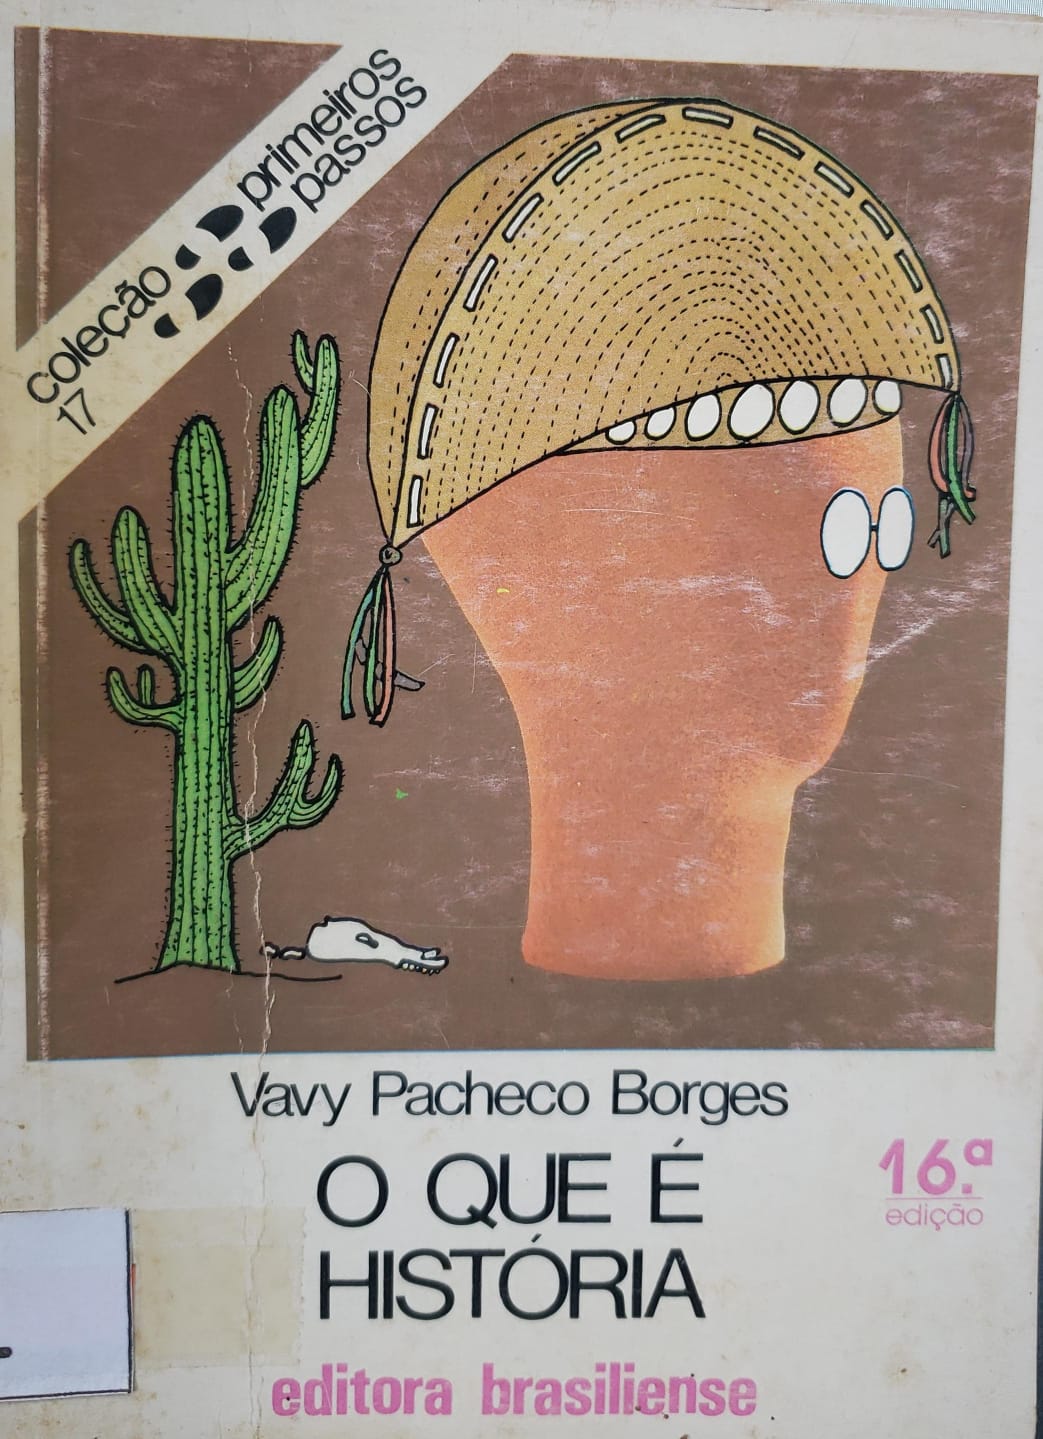 coleção primeiros
17 passos
Vavy Pacheco Borges
O QUE É
HISTÓRIA
16.ª
edição
editora brasiliense